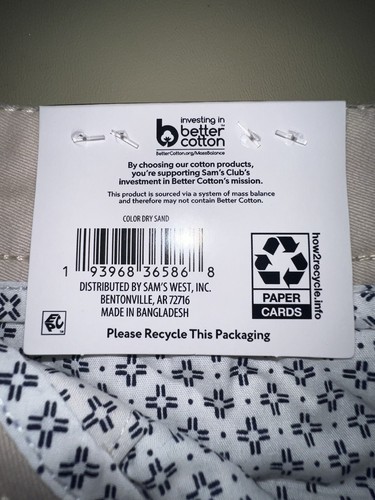 investing in
better
cotton™
BetterCotton.org/MassBalance
By choosing our cotton products,
you're supporting Sam's Club's
investment in Better Cotton's mission.
This product is sourced via a system of mass balance
and therefore may not contain Better Cotton.
COLOR DRY SAND
1 93968 36586 8
DISTRIBUTED BY SAM'S WEST, INC.
BENTONVILLE, AR 72716
MADE IN BANGLADESH
PAPER
CARDS
how2recycle.info
Please Recycle This Packaging